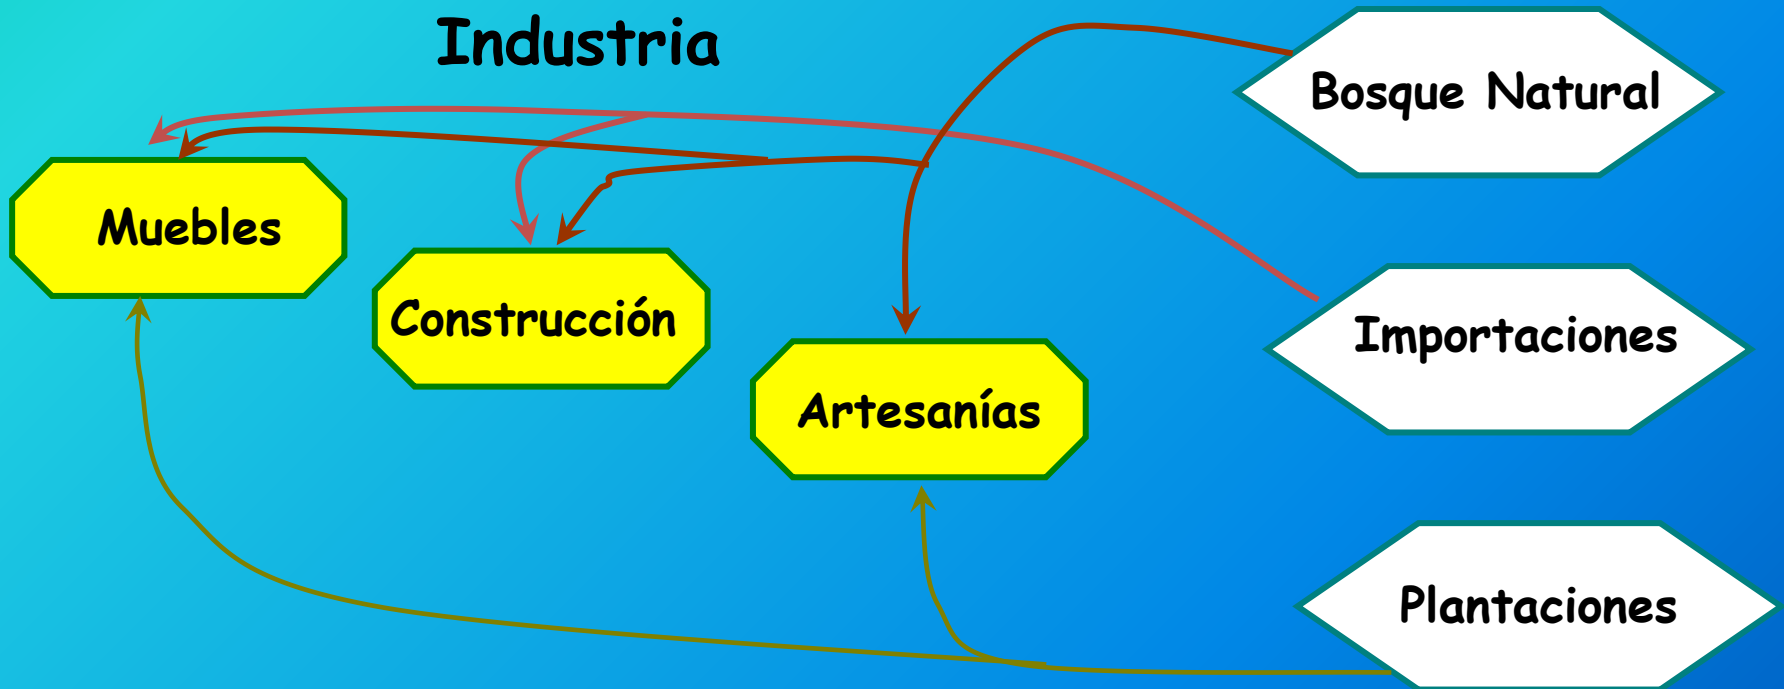 Industria
Bosque Natural
Muebles
Construcción
Importaciones
Artesanías
Plantaciones